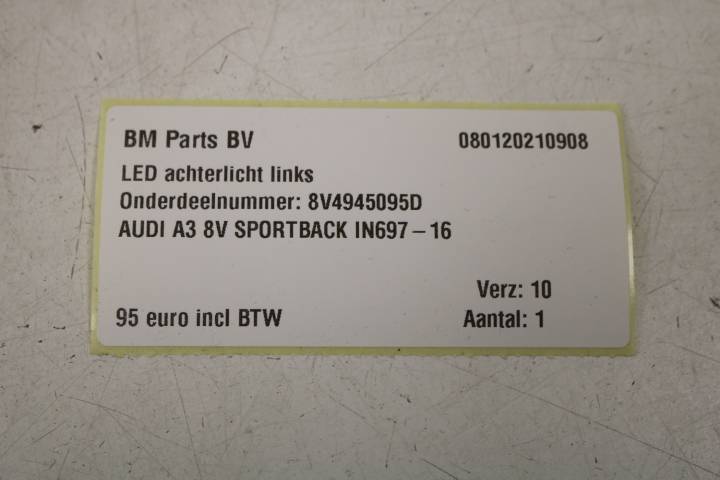 BM Parts BV 080120210908
LED achterlicht links
Onderdeelnummer: 8V4945095D
AUDI A3 8V SPORTBACK IN697-16
Verz: 10
95 euro incl BTW Aantal: 1